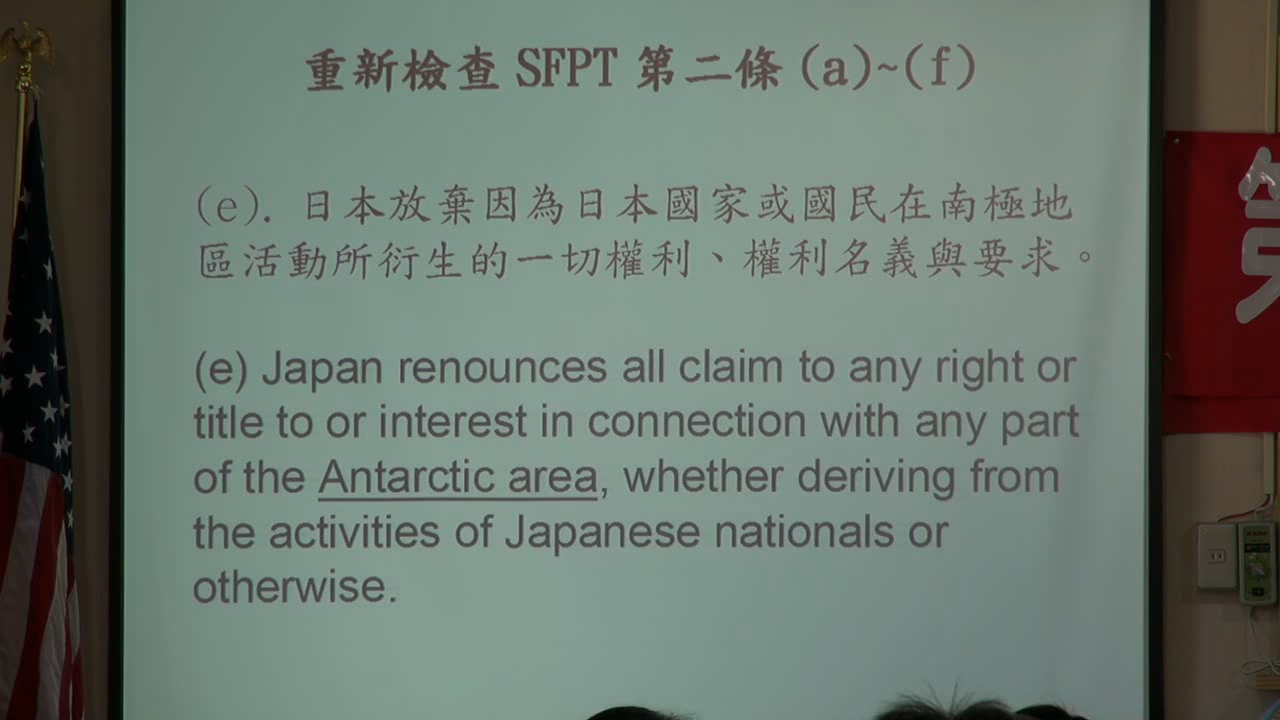 重新檢查 SFPT 第二條 (a)~(f)
(e). 日本放棄因為日本國家或國民在南極地
區活動所衍生的一切權利、權利名義與要求。
(e) Japan renounces all claim to any right or
title to or interest in connection with any part
of the Antarctic area, whether deriving from
the activities of Japanese nationals or
otherwise.